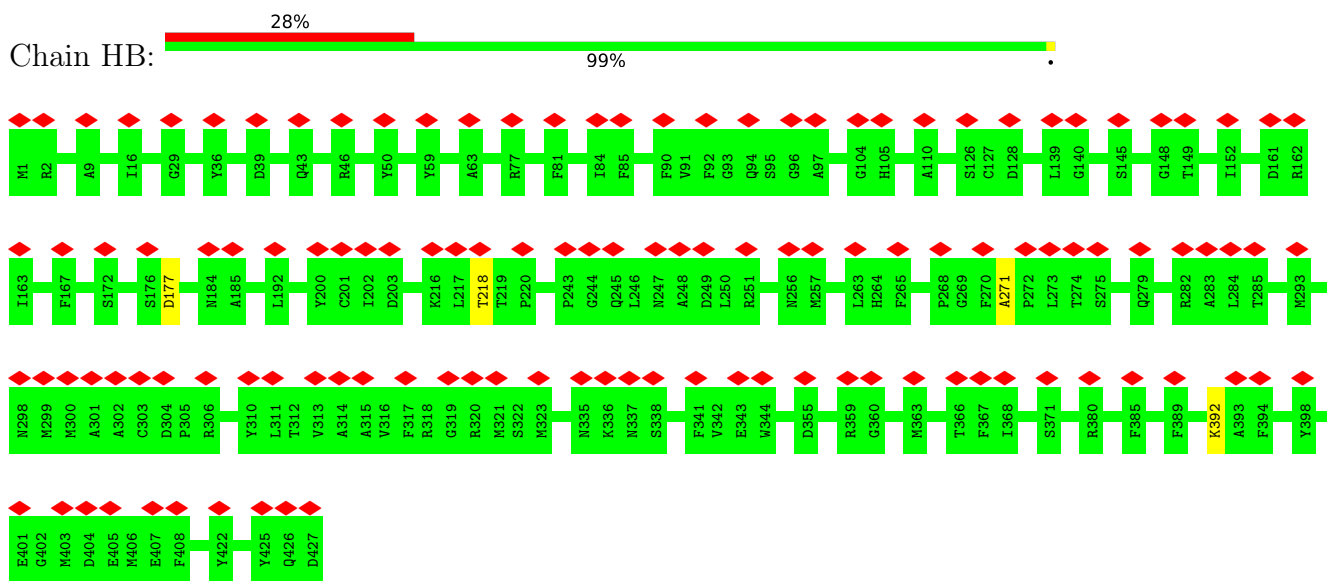 28%
Chain HB:
99%
M1 R2 A9 I16 G29 Y36 D39 Q43 R46 Y50 Y59 A63 R77 F81 I84 F85 F90 V91 F92 G93 Q94 S95 G96 A97 G104 H105 A110 S126 C127 D128 L139 G140 S145 G148 T149 I152 D161 R162
I163 F167 S172 S176 D177 N184 A185 L192 Y200 C201 I202 D203 K216 L217 T218 T219 P220 P243 G244 Q245 L246 N247 A248 D249 L250 R251 N256 M257 L263 H264 F265 P268 G269 F270 A271 P272 L273 T274 S275 Q279 R282 A283 L284 T285 M293
N298 M299 M300 A301 A302 C303 D304 P305 R306 Y310 L311 T312 V313 A314 A315 V316 F317 R318 G319 R320 M321 S322 M323 N335 K336 N337 S338 F341 V342 E343 W344 D355 R359 G360 M363 T366 F367 I368 S371 R380 F385 F389 K392 A393 F394 Y398
E401 G402 M403 D404 E405 M406 E407 F408 Y422 Y425 Q426 D427